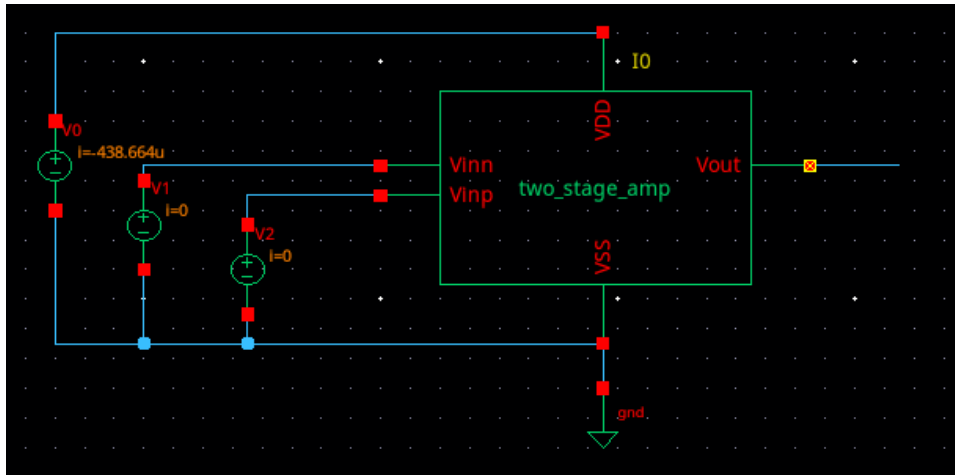 I0
VDD
V0
i=-438.664u
Vinn
Vout
V1
two_stage_amp
Vinp
i=0
V2
i=0
VSS
gnd